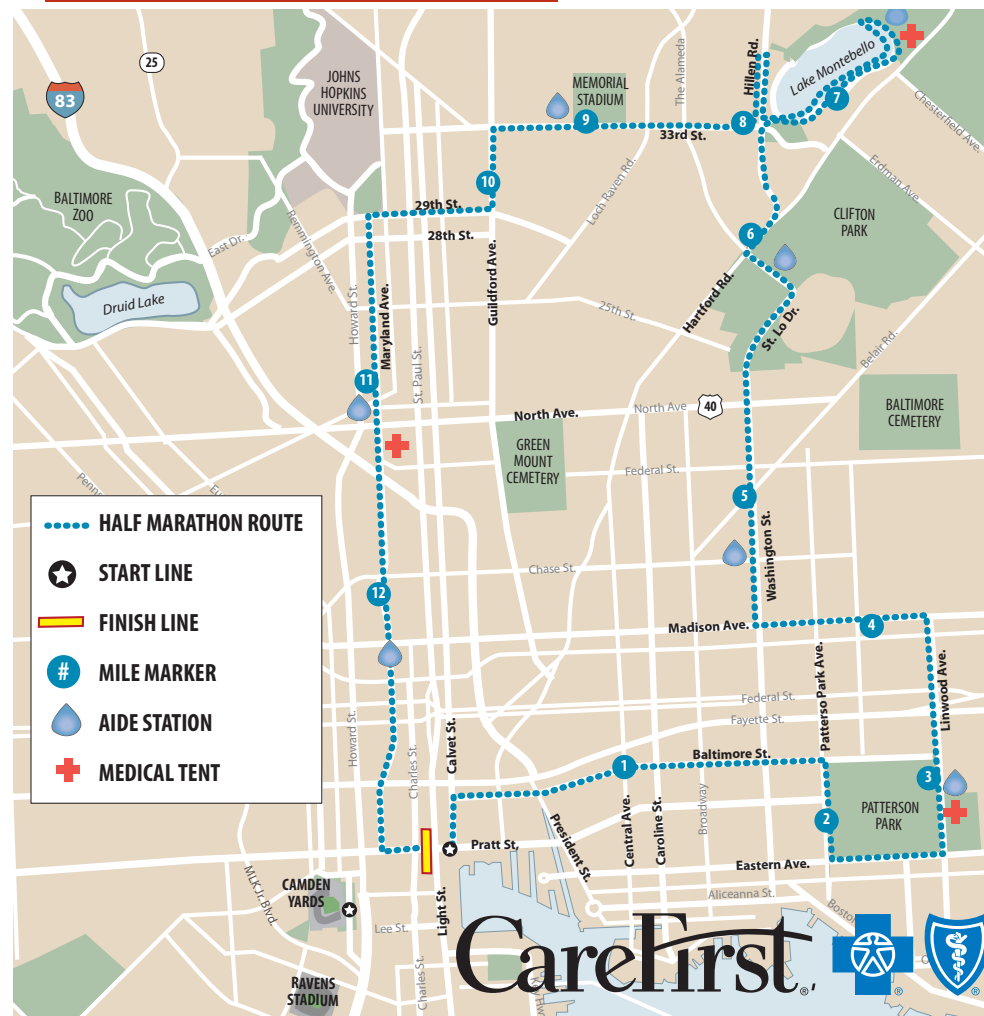 25
83
JOHNS
HOPKINS
UNIVERSITY
MEMORIAL
STADIUM
The Alameda
Hillen Rd.
Lake Montebello
7
Chesterfield Ave.
9
8
33rd St.
Erdman Ave
BALTIMORE
ZOO
10
Loch Raven Rd.
29th St.
28th St.
Remmington Ave.
East Dr.
CLIFTON
PARK
6
Druid Lake
Howard St.
Maryland Ave.
Guildford Ave.
25th St.
Hartford Rd.
St. Lo Dr.
Belair Rd.
St. Paul St.
11
North Ave.
North Ave
40
BALTIMORE
CEMETERY
GREEN
MOUNT
CEMETERY
Federal St.
Penns
Eu
5
Washington St.
HALF MARATHON ROUTE
START LINE
FINISH LINE
# MILE MARKER
AIDE STATION
MEDICAL TENT
Chase St.
12
Madison Ave.
4
Patterso Park Ave.
Linwood Ave.
Federal St.
Fayette St.
Howard St.
Charles St.
Calvet St.
Baltimore St.
1
3
2
PATTERSON
PARK
Central Ave.
Caroline St.
Broadway
President St.
Pratt St,
Eastern Ave.
Aliceanna St.
Boston
MLK Jr. Blvd.
CAMDEN
YARDS
Lee St.
Light St.
Charles St.
RAVENS
STADIUM
CareFirst®
®
®